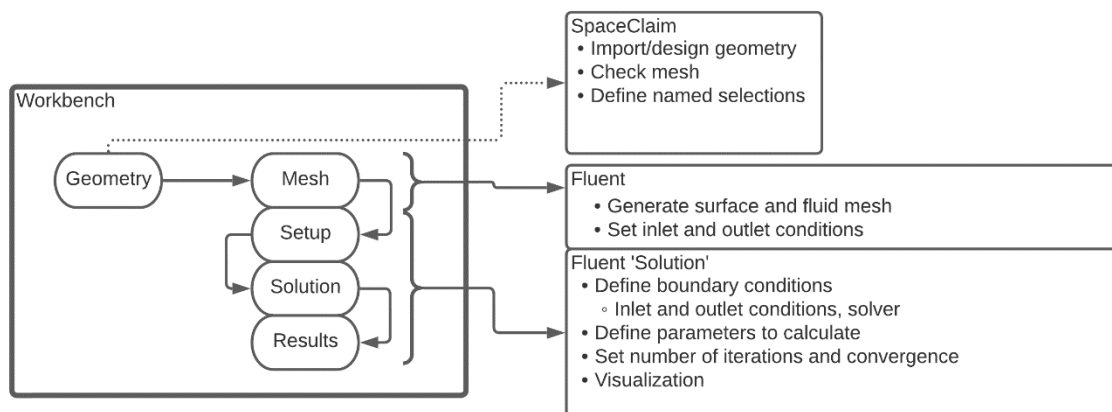 Workbench
Geometry
Mesh
Setup
Solution
Results
SpaceClaim
• Import/design geometry
• Check mesh
• Define named selections
Fluent
• Generate surface and fluid mesh
• Set inlet and outlet conditions
Fluent 'Solution'
• Define boundary conditions
◦ Inlet and outlet conditions, solver
• Define parameters to calculate
• Set number of iterations and convergence
• Visualization